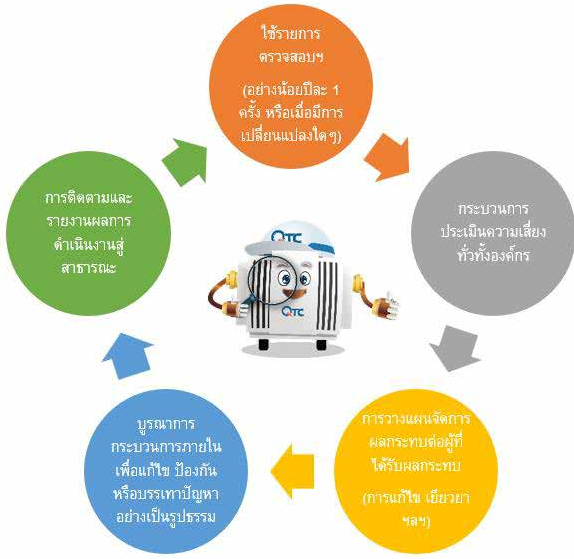 ใช้รายการ
ตรวจสอบฯ
(อย่างน้อยปีละ 1
ครั้ง หรือเมื่อมีการ
เปลี่ยนแปลงใดๆ)
กระบวนการ
ประเมินความเสี่ยง
ทั่วทั้งองค์กร
การวางแผนจัดการ
ผลกระทบต่อผู้ที่
ได้รับผลกระทบ
(การแก้ไข เยียวยา
ฯลฯ)
บูรณาการ
กระบวนการภายใน
เพื่อแก้ไข ป้องกัน
หรือบรรเทาปัญหา
อย่างเป็นรูปธรรม
การติดตามและ
รายงานผลการ
ดำเนินงานสู่
สาธารณะ
QTC
QTC